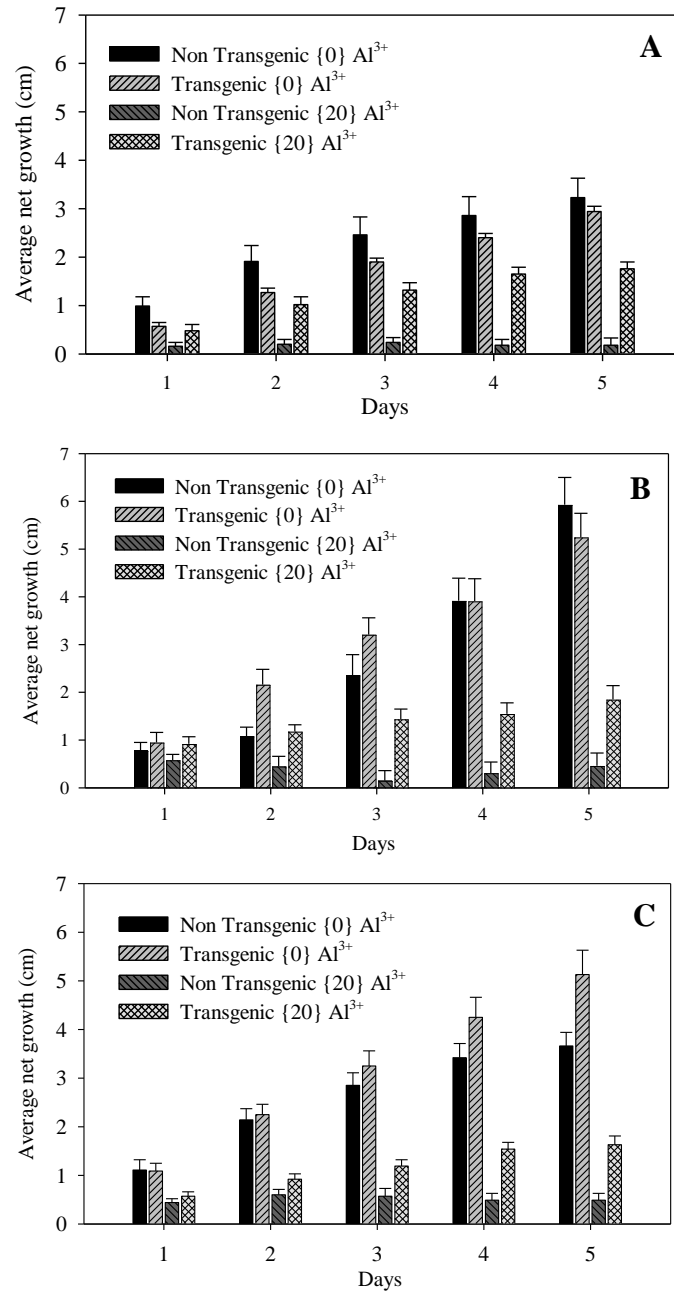 7
6
5
4
3
2
1
0
Average net growth (cm)
Non Transgenic {0} Al³⁺
Transgenic {0} Al³⁺
Non Transgenic {20} Al³⁺
Transgenic {20} Al³⁺
A
1 2 3 4 5
Days
7
6
5
4
3
2
1
0
Average net growth (cm)
Non Transgenic {0} Al³⁺
Transgenic {0} Al³⁺
Non Transgenic {20} Al³⁺
Transgenic {20} Al³⁺
B
1 2 3 4 5
Days
7
6
5
4
3
2
1
0
Average net growth (cm)
Non Transgenic {0} Al³⁺
Transgenic {0} Al³⁺
Non Transgenic {20} Al³⁺
Transgenic {20} Al³⁺
C
1 2 3 4 5
Days